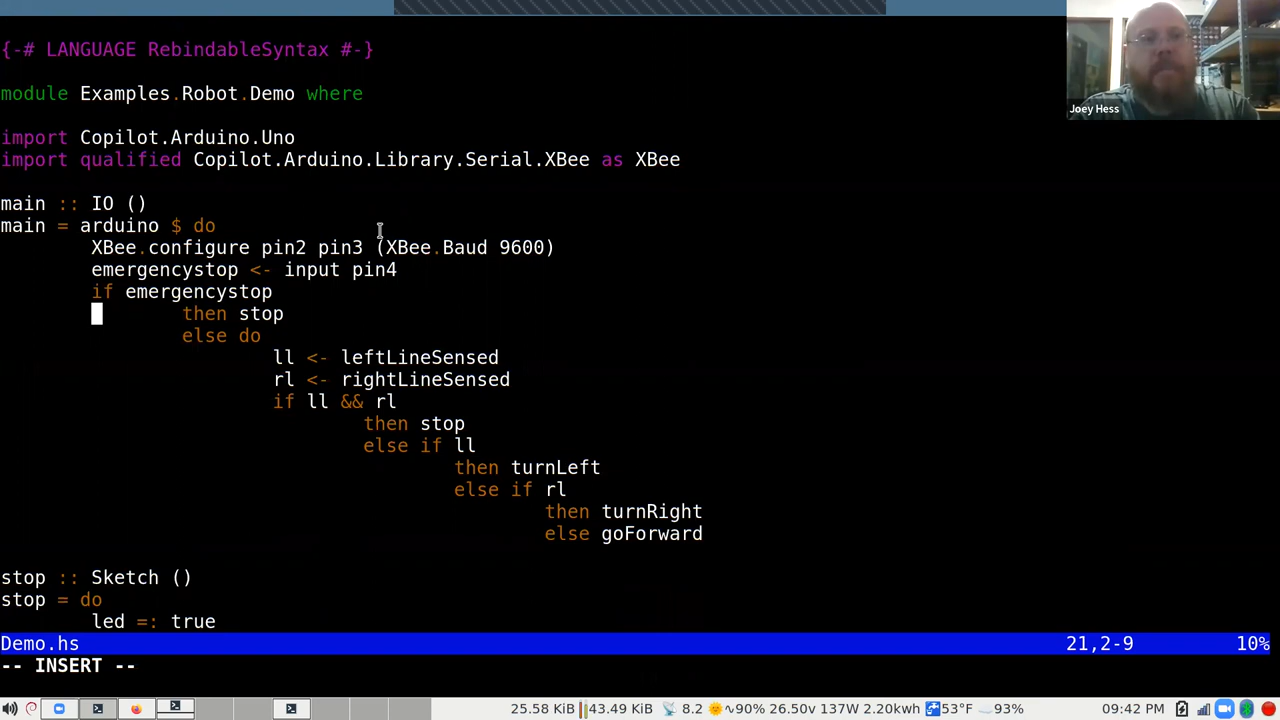 {-# LANGUAGE RebindableSyntax #-}
module Examples.Robot.Demo where
import Copilot.Arduino.Uno
import qualified Copilot.Arduino.Library.Serial.XBee as XBee
main :: IO ()
main = arduino $ do
XBee.configure pin2 pin3 (XBee.Baud 9600)
emergencystop <- input pin4
if emergencystop
then stop
else do
ll <- leftLineSensed
rl <- rightLineSensed
if ll && rl
then stop
else if ll
then turnLeft
else if rl
then turnRight
else goForward
stop :: Sketch ()
stop = do
led =: true
Demo.hs 21,2-9 10%
-- INSERT --
Joey Hess
25.58 KiB 43.49 KiB 8.2 ∿90% 26.50v 137W 2.20kwh 53°F 93% 09:42 PM